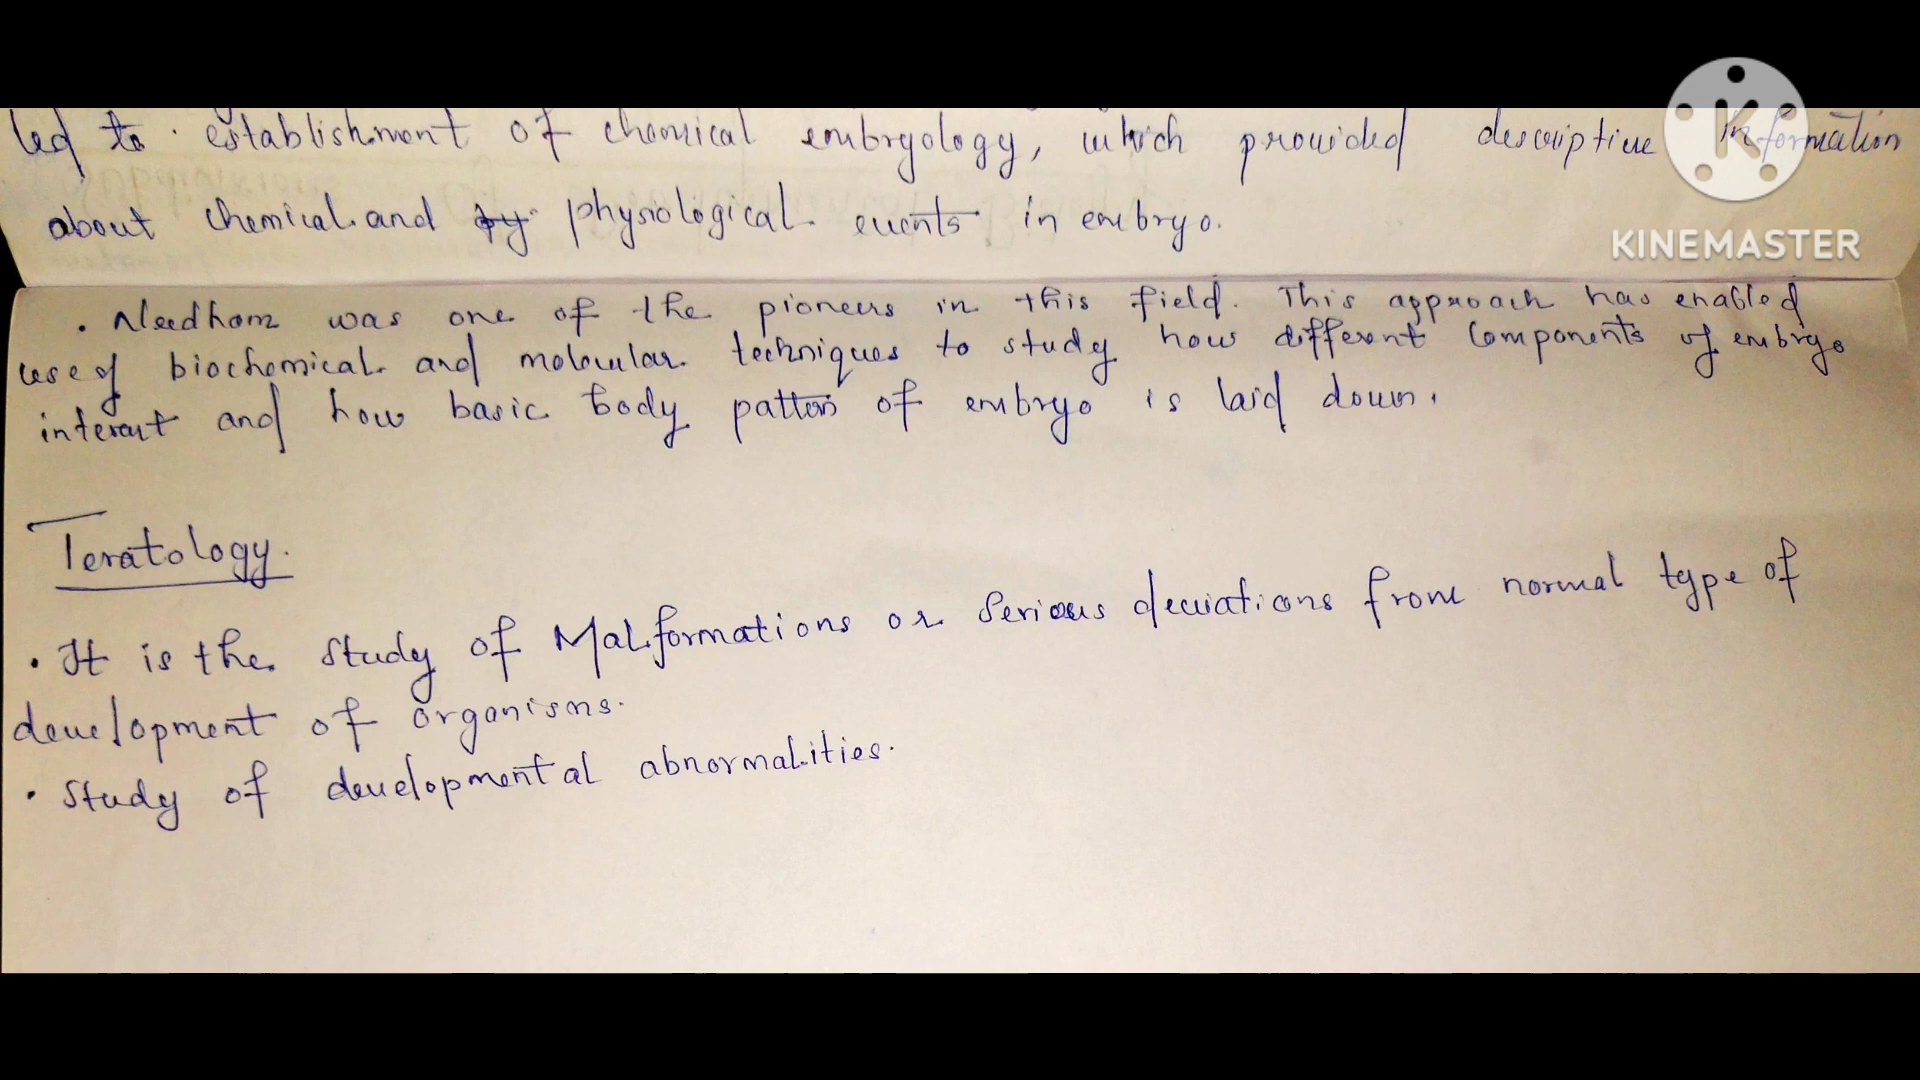 led to establishment of chemical embryology, which provided descriptive information
about chemical and physiological events in embryo.
. Needham was one of the pioneers in this field. This approach has enabled
use of biochemical and molecular techniques to study how different components of embryo
interact and how basic body pattern of embryo is laid down.
Teratology.
. It is the study of Malformations or Serious deviations from normal type of
development of organisms.
. Study of developmental abnormalities.
KINEMASTER